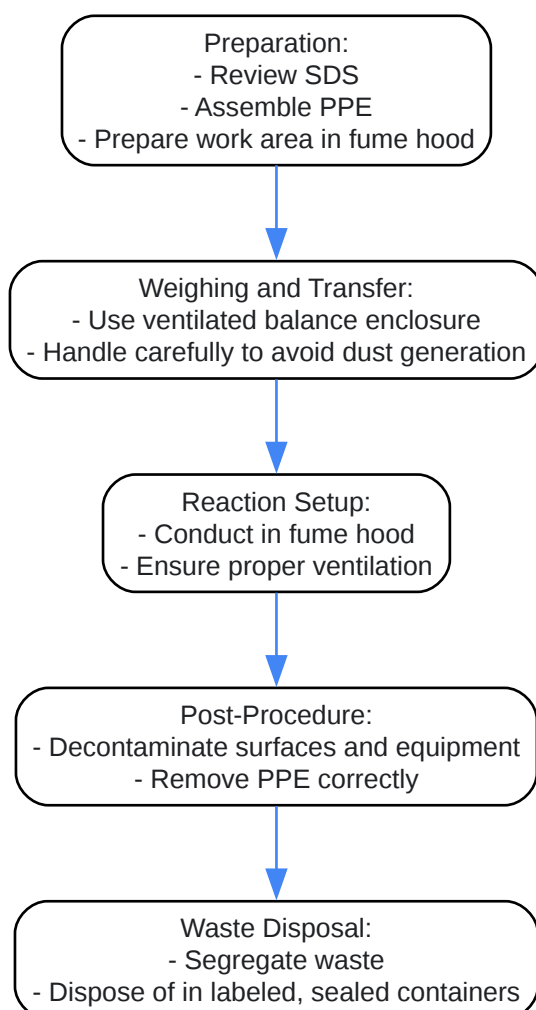 Preparation:
- Review SDS
- Assemble PPE
- Prepare work area in fume hood
Weighing and Transfer:
- Use ventilated balance enclosure
- Handle carefully to avoid dust generation
Reaction Setup:
- Conduct in fume hood
- Ensure proper ventilation
Post-Procedure:
- Decontaminate surfaces and equipment
- Remove PPE correctly
Waste Disposal:
- Segregate waste
- Dispose of in labeled, sealed containers